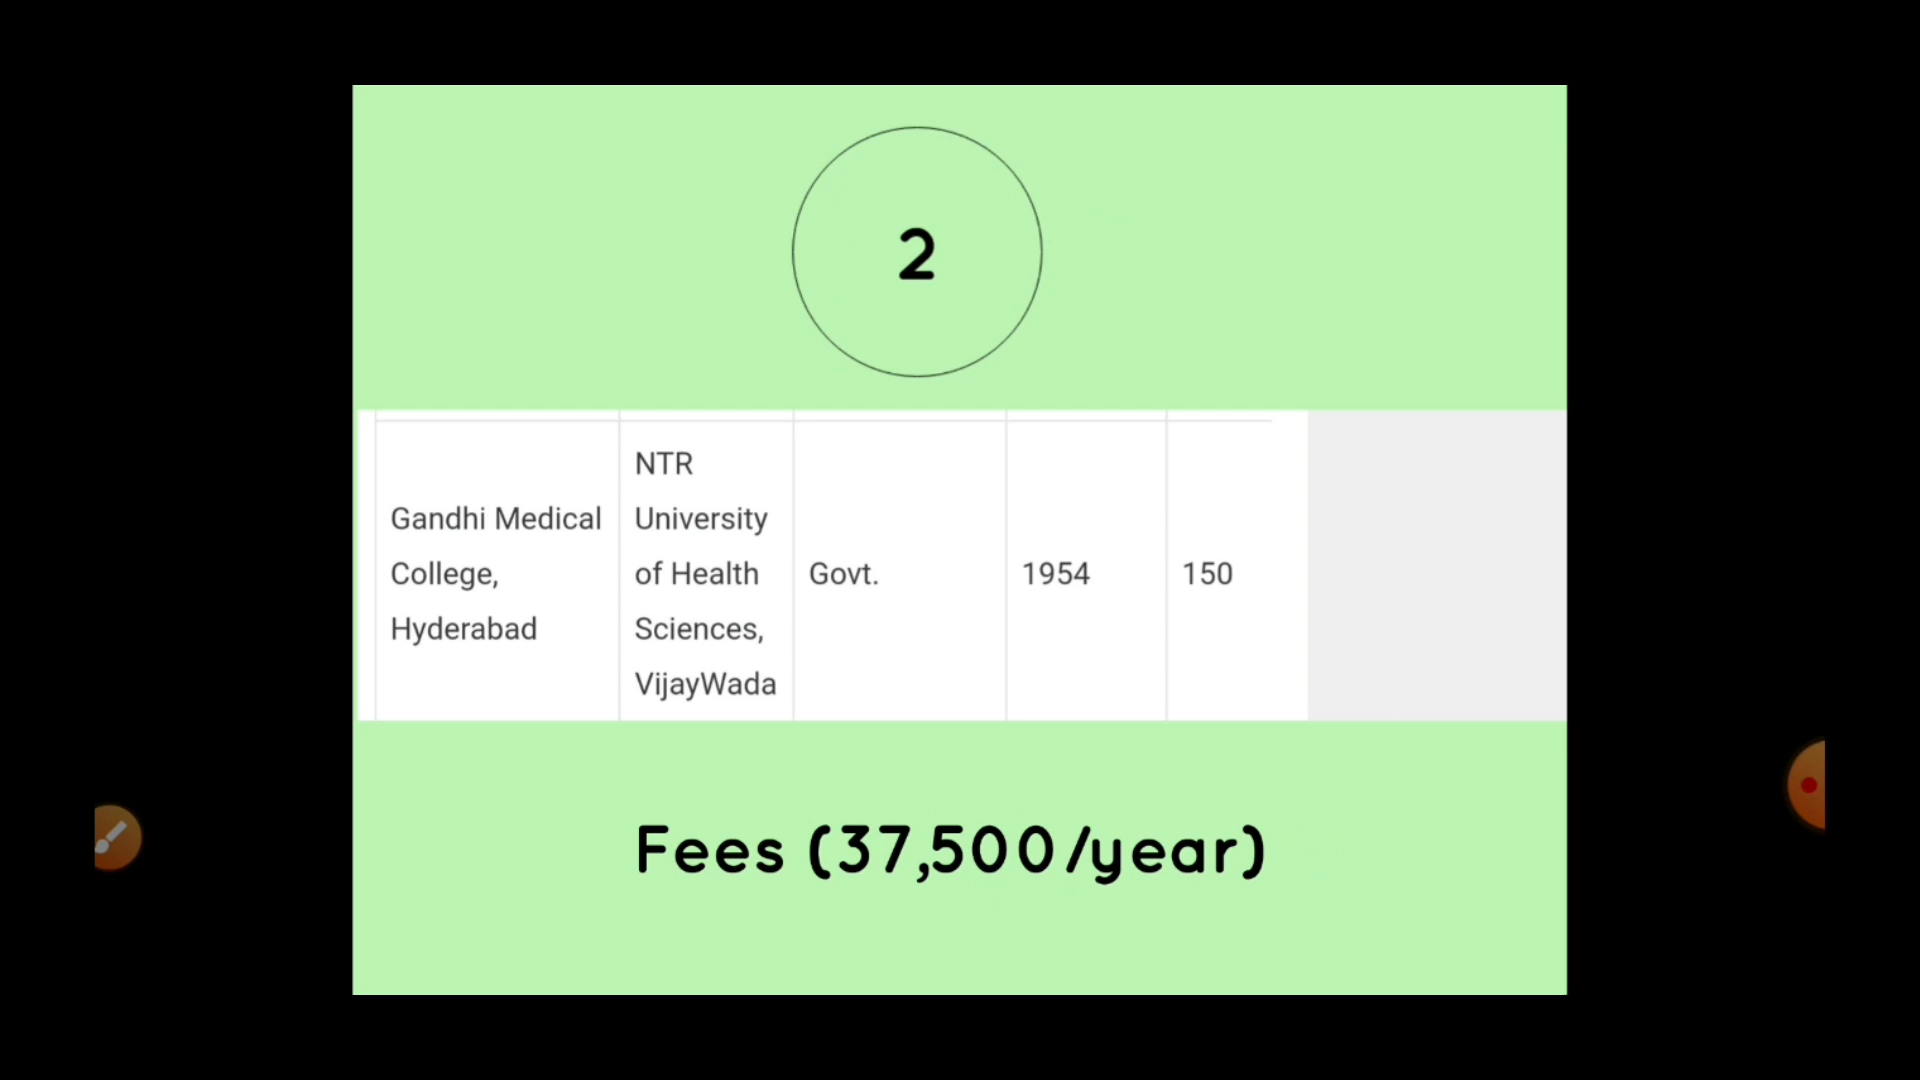 2
Gandhi Medical
College,
Hyderabad
NTR
University
of Health
Sciences,
VijayWada
Govt.
1954
150
Fees (37,500/year)